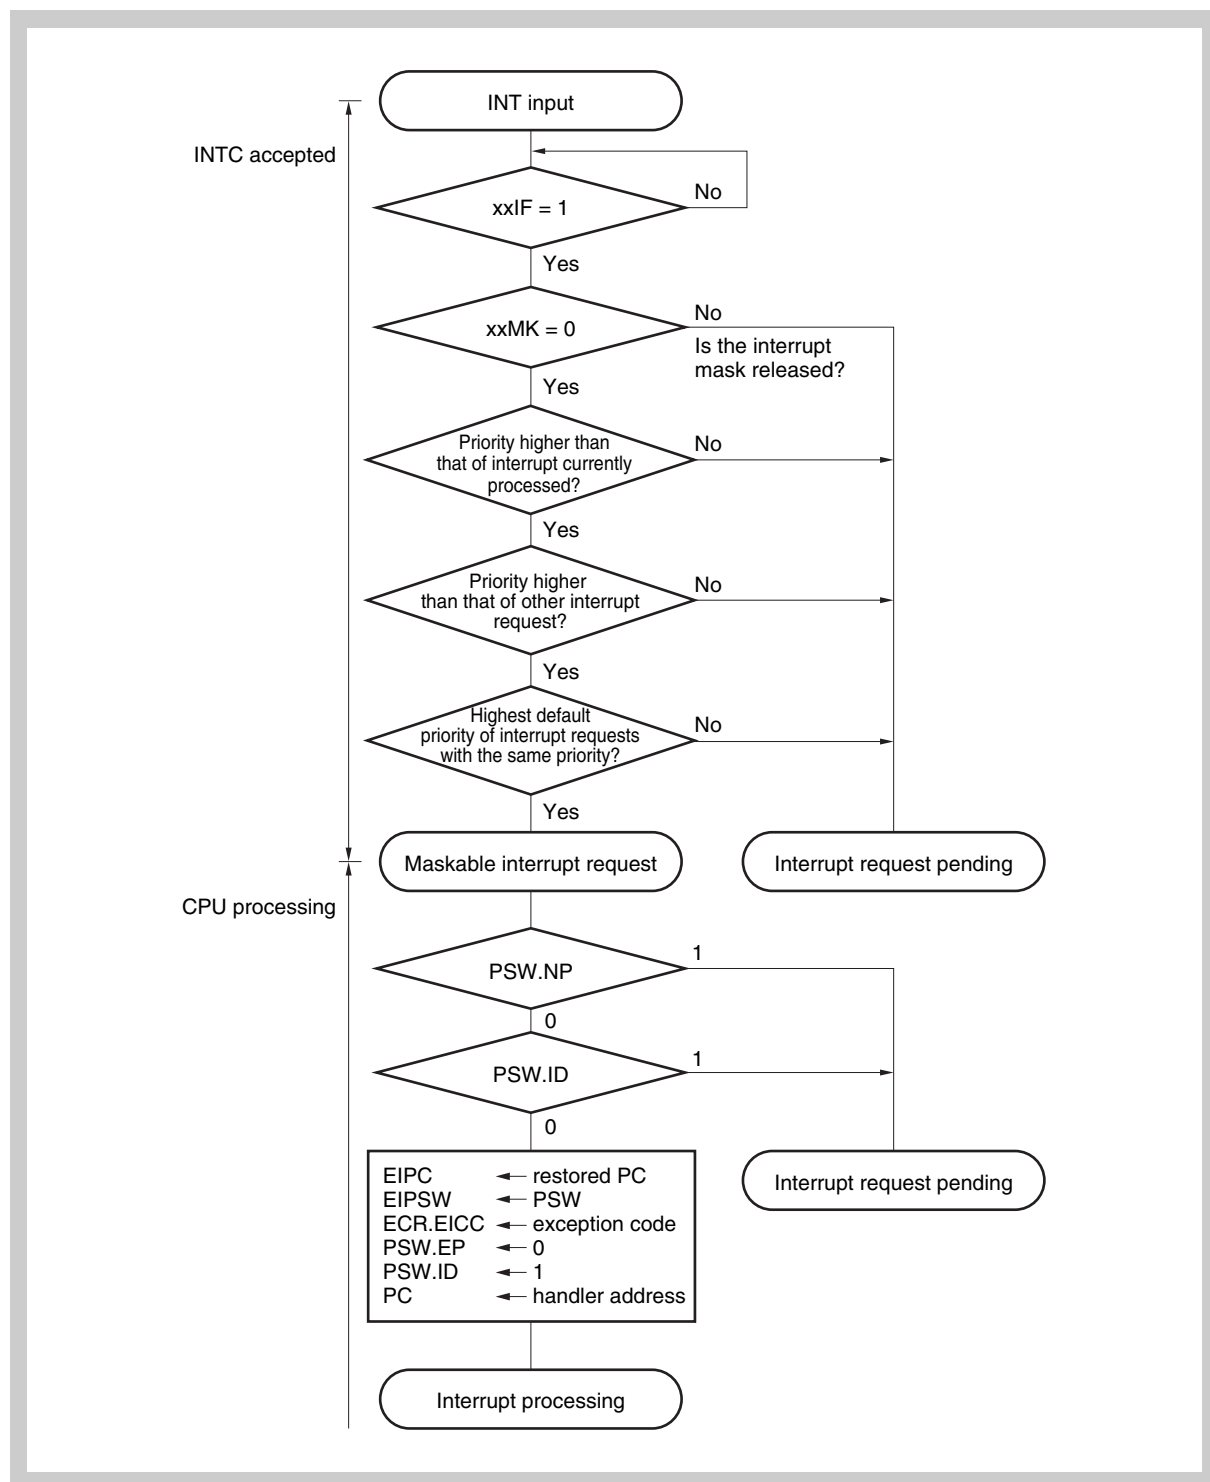 INT input
INTC accepted
No
xxIF = 1
Yes
No
xxMK = 0
Is the interrupt
mask released?
Yes
Priority higher than
that of interrupt currently
processed?
No
Yes
Priority higher
than that of other interrupt
request?
No
Yes
Highest default
priority of interrupt requests
with the same priority?
No
Yes
Maskable interrupt request
Interrupt request pending
CPU processing
PSW.NP
1
0
PSW.ID
1
0
EIPC ← restored PC
EIPSW ← PSW
ECR.EICC ← exception code
PSW.EP ← 0
PSW.ID ← 1
PC ← handler address
Interrupt request pending
Interrupt processing